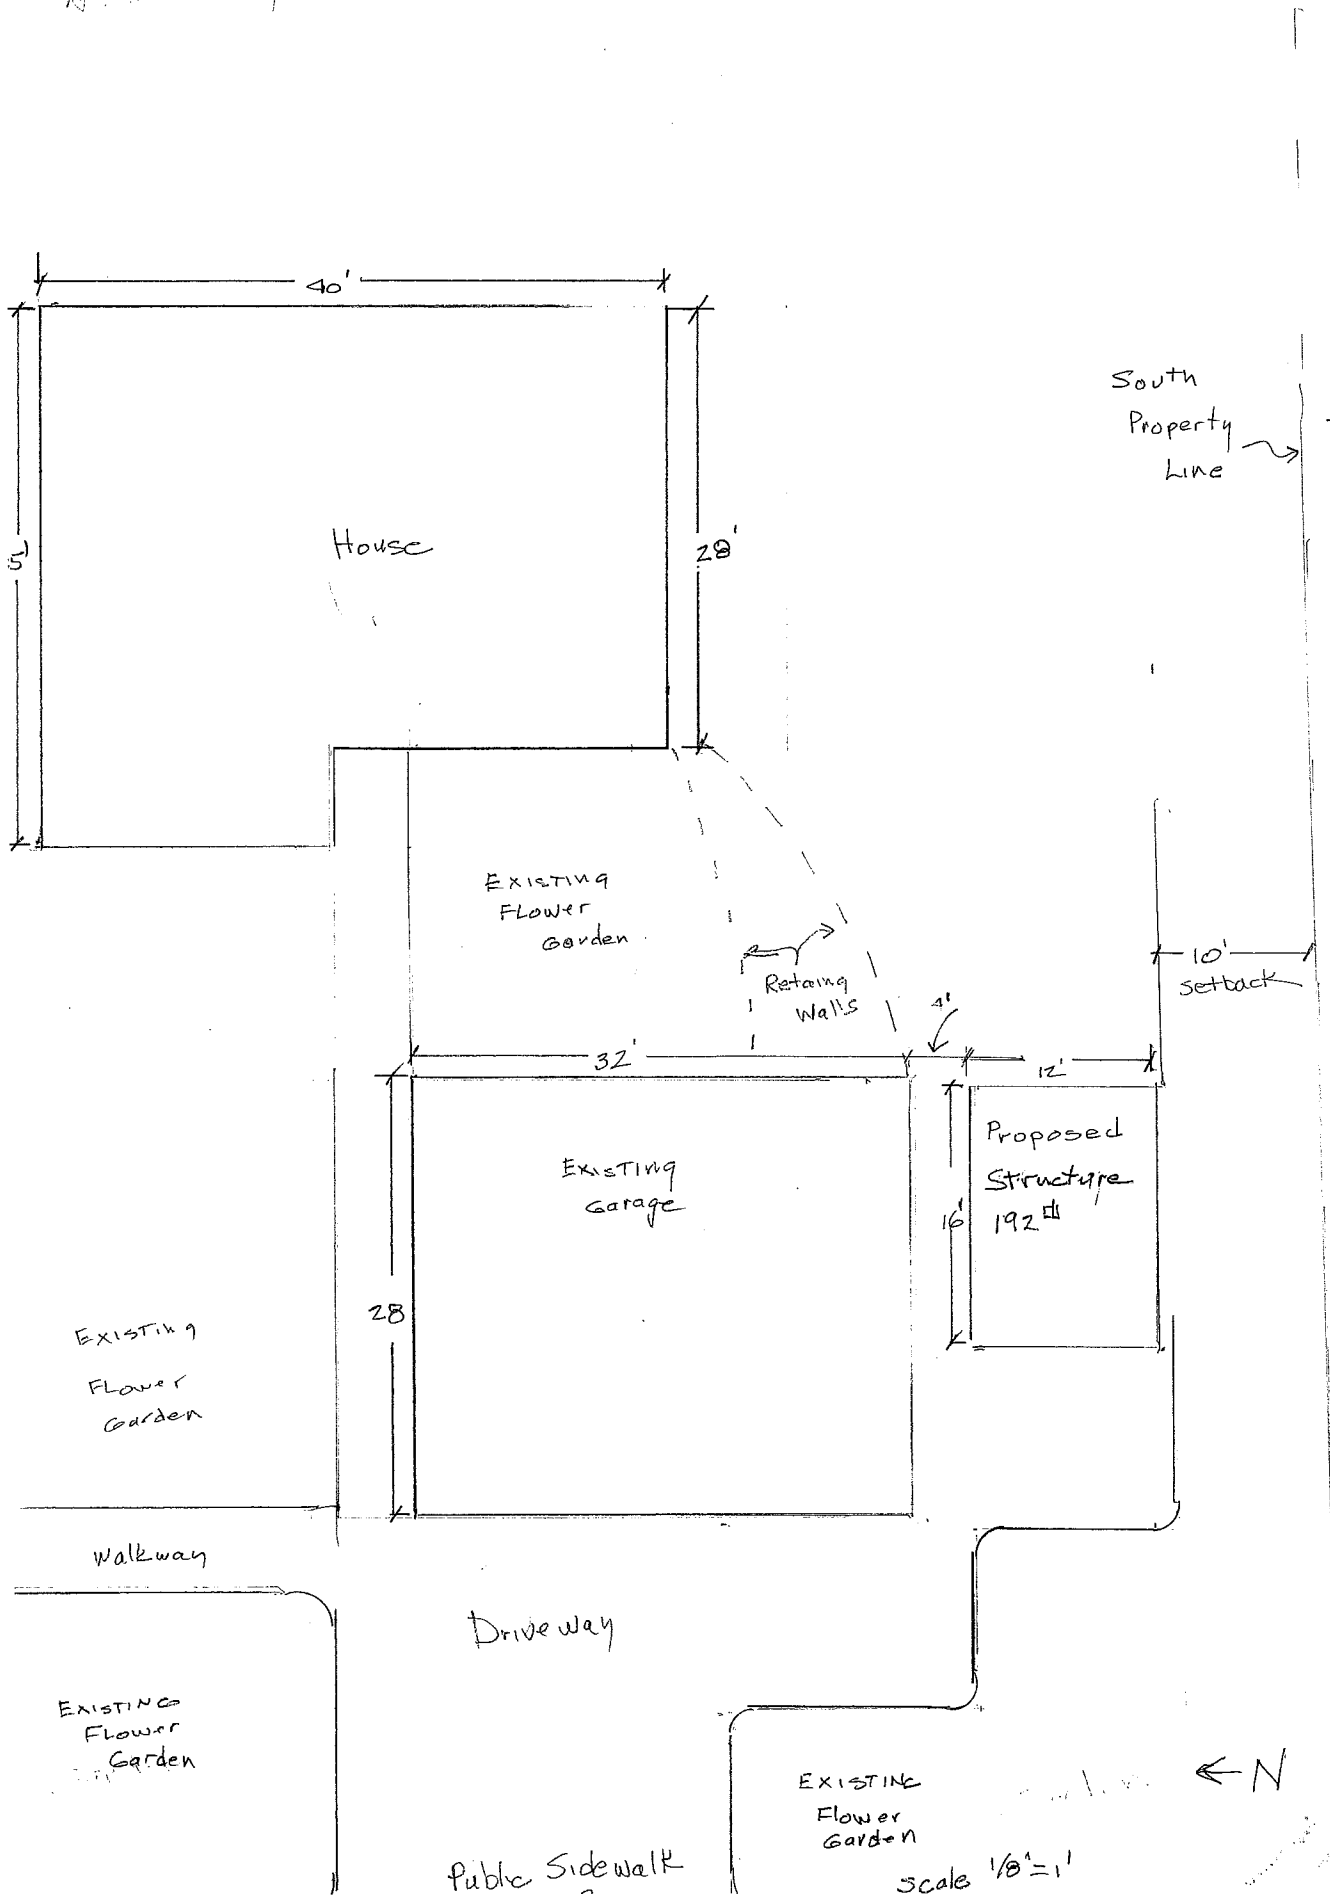 40'
House
28'
5'
South
Property
Line
Existing
Flower
Garden
Retaing
Walls
10'
setback
4'
32'
12'
Existing
Garage
28
Proposed
Structure
192
16'
Existing
Flower
Garden
Walkway
Driveway
Existing
Flower
Garden
Existing
Flower
Garden
← N
Public Sidewalk
Scale 1/8"=1'